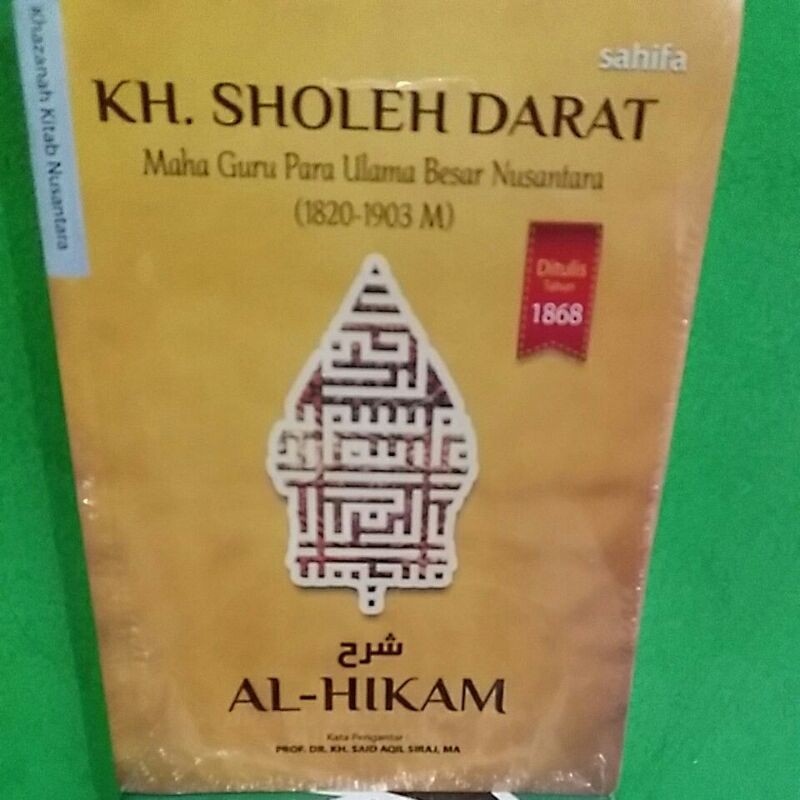 Khazanah Kitab Nusantara
sahifa
KH. SHOLEH DARAT
Maha Guru Para Ulama Besar Nusantara
(1820-1903 M)
Ditulis
Tahun
1868
شرح
AL-HIKAM
Kata Pengantar
PROF. DR. KH. SAID AQIL SIRAJ, MA